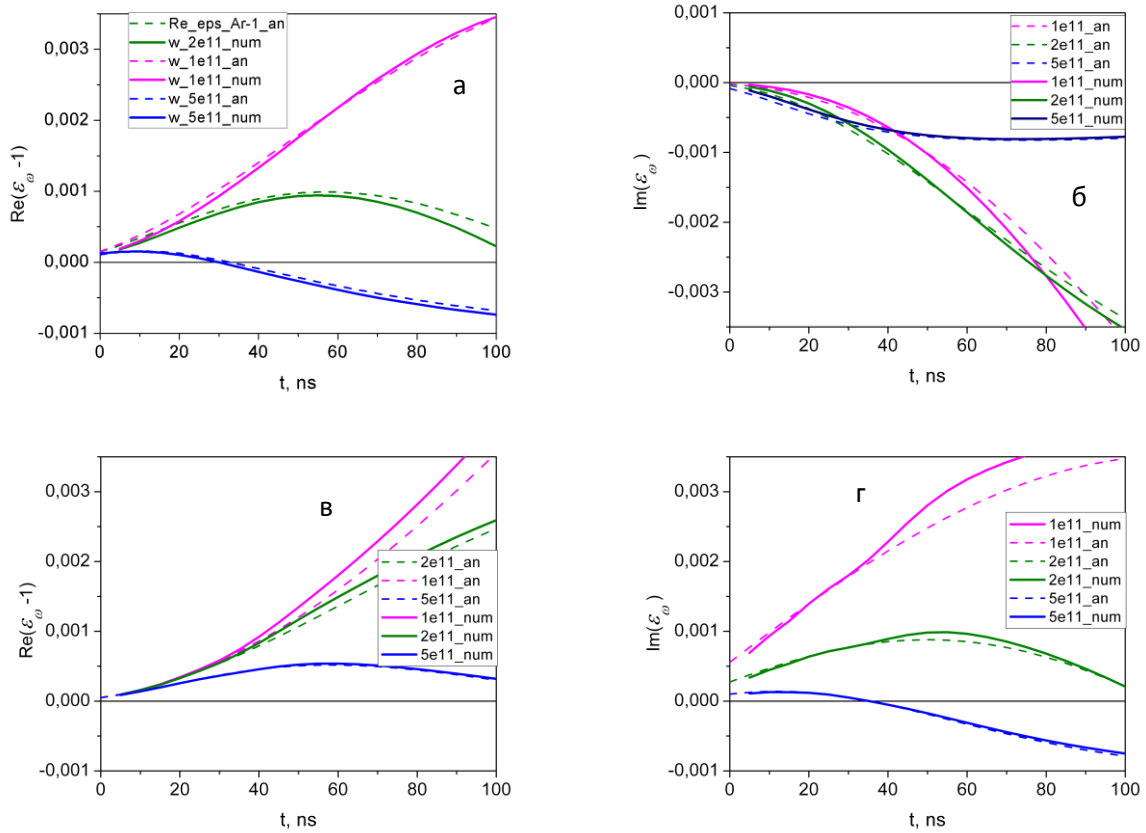 Re_eps_Ar-1_an
w_2e11_num
w_1e11_an
w_1e11_num
w_5e11_an
w_5e11_num
а
0,003
0,002
0,001
0,000
-0,001
Re(ε_ω -1)
0 20 40 60 80 100
t, ns
1e11_an
2e11_an
5e11_an
1e11_num
2e11_num
5e11_num
б
0,001
0,000
-0,001
-0,002
-0,003
Im(ε_ω)
0 20 40 60 80 100
t, ns
в
2e11_an
1e11_an
5e11_an
1e11_num
2e11_num
5e11_num
0,003
0,002
0,001
0,000
-0,001
Re(ε_ω -1)
0 20 40 60 80 100
t, ns
г
1e11_num
1e11_an
2e11_an
2e11_num
5e11_an
5e11_num
0,003
0,002
0,001
0,000
-0,001
Im(ε_ω)
0 20 40 60 80 100
t, ns